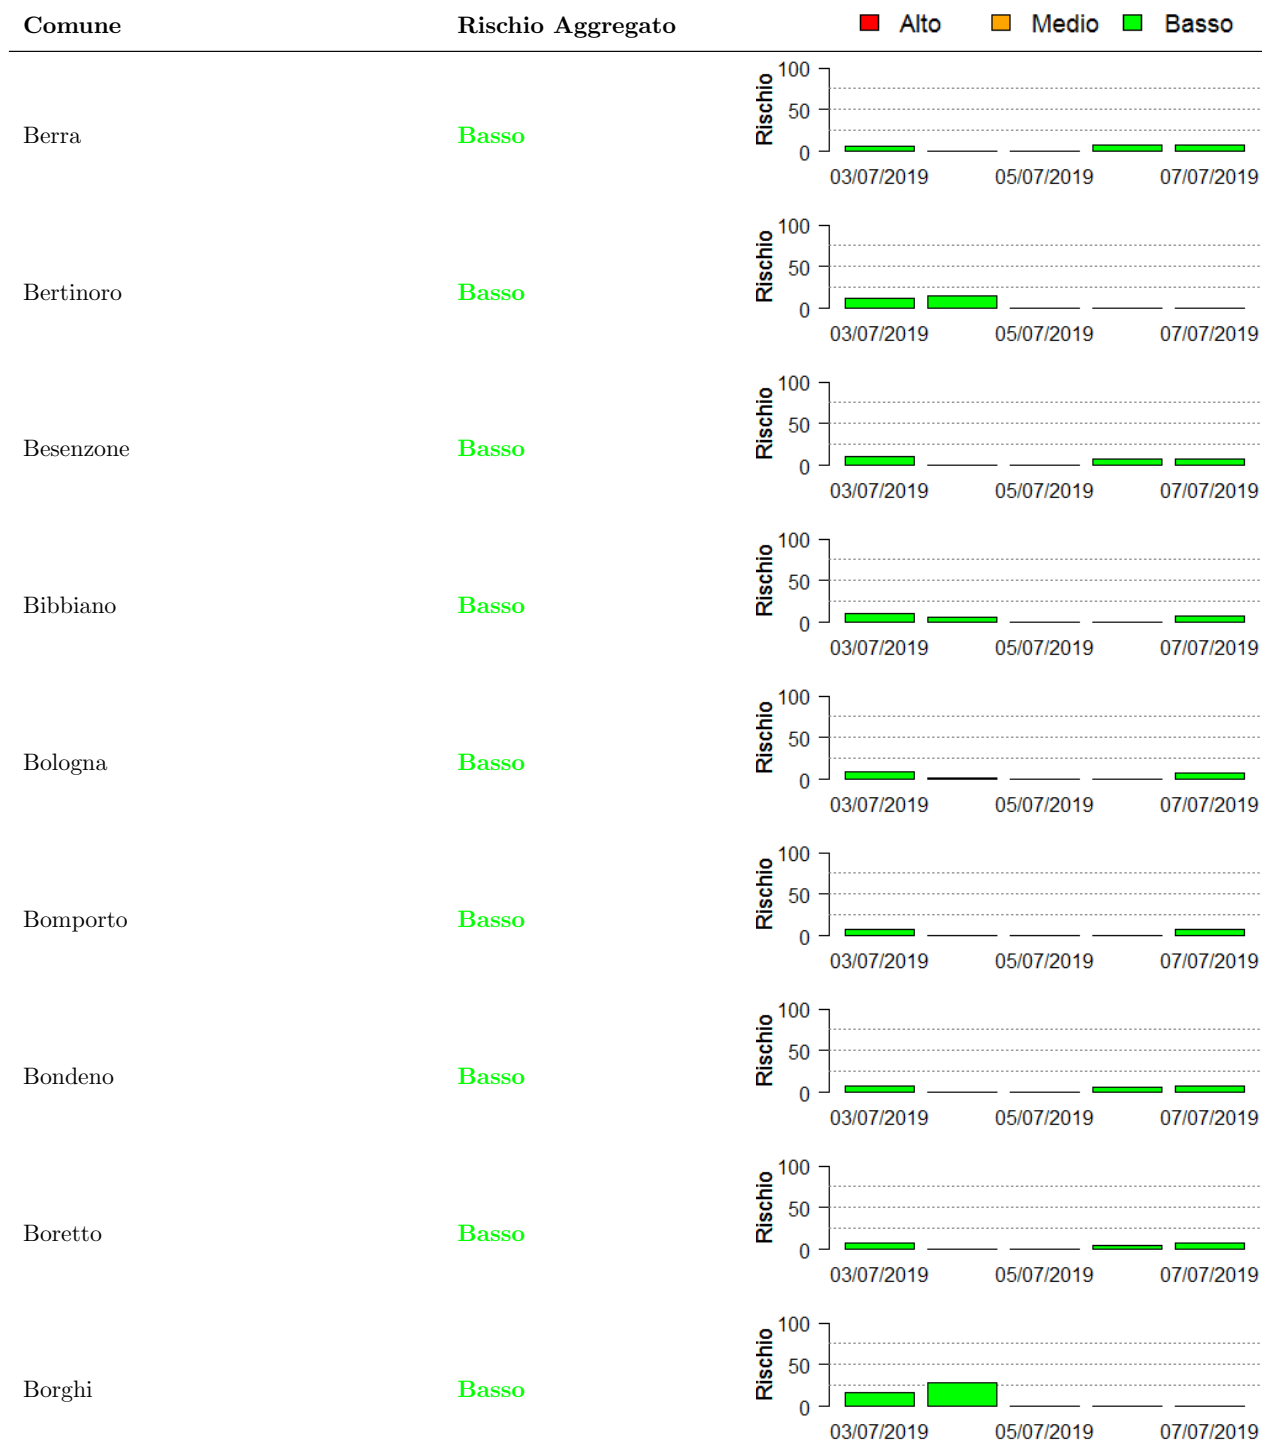 Comune Rischio Aggregato Alto Medio Basso
Berra Basso Rischio 100 50 0
03/07/2019 05/07/2019 07/07/2019
Bertinoro Basso Rischio 100 50 0
03/07/2019 05/07/2019 07/07/2019
Besenzone Basso Rischio 100 50 0
03/07/2019 05/07/2019 07/07/2019
Bibbiano Basso Rischio 100 50 0
03/07/2019 05/07/2019 07/07/2019
Bologna Basso Rischio 100 50 0
03/07/2019 05/07/2019 07/07/2019
Bomporto Basso Rischio 100 50 0
03/07/2019 05/07/2019 07/07/2019
Bondeno Basso Rischio 100 50 0
03/07/2019 05/07/2019 07/07/2019
Boretto Basso Rischio 100 50 0
03/07/2019 05/07/2019 07/07/2019
Borghi Basso Rischio 100 50 0
03/07/2019 05/07/2019 07/07/2019